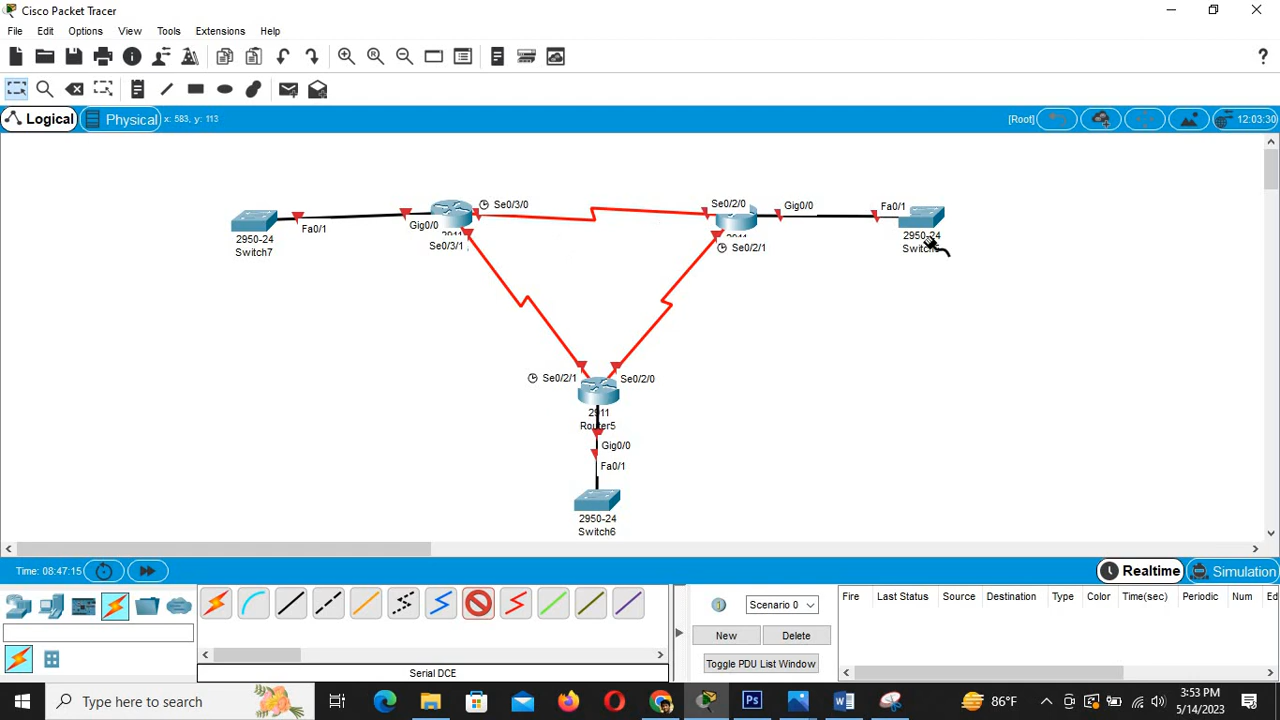 Cisco Packet Tracer
File Edit Options View Tools Extensions Help
?
Logical Physical x: 583, y: 113 [Root] 12:03:30
Se0/3/0 Se0/2/0 Gig0/0 Fa0/1
Fa0/1 Gig0/0
2950-24 2911 2911 2950-24
Switch7 Se0/3/1 Se0/2/1
Se0/2/1 Se0/2/0
2911
Router5
Gig0/0
Fa0/1
2950-24
Switch6
Time: 08:47:15 Realtime Simulation
Scenario 0 Fire Last Status Source Destination Type Color Time(sec) Periodic Num Ed
New Delete
Toggle PDU List Window
Serial DCE
Type here to search
86°F
3:53 PM
5/14/2023